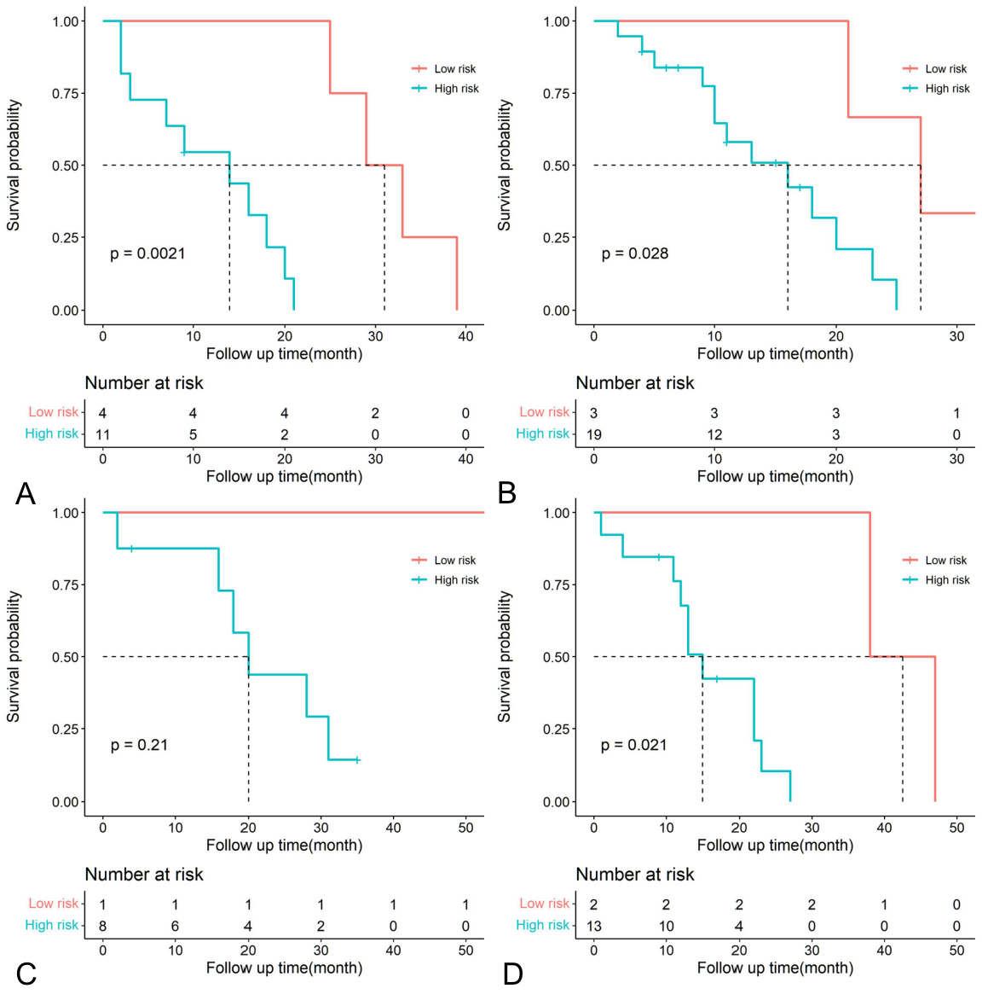 1.00
0.75
0.50
0.25
0.00
Survival probability
Low risk
High risk
p = 0.0021
0 10 20 30 40
Follow up time(month)
Number at risk
Low risk 4 4 4 2 0
High risk 11 5 2 0 0
0 10 20 30 40
Follow up time(month)
A
1.00
0.75
0.50
0.25
0.00
Survival probability
Low risk
High risk
p = 0.028
0 10 20 30
Follow up time(month)
Number at risk
Low risk 3 3 3 1
High risk 19 12 3 0
0 10 20 30
Follow up time(month)
B
1.00
0.75
0.50
0.25
0.00
Survival probability
Low risk
High risk
p = 0.21
0 10 20 30 40 50
Follow up time(month)
Number at risk
Low risk 1 1 1 1 1 1
High risk 8 6 4 2 0 0
0 10 20 30 40 50
Follow up time(month)
C
1.00
0.75
0.50
0.25
0.00
Survival probability
Low risk
High risk
p = 0.021
0 10 20 30 40 50
Follow up time(month)
Number at risk
Low risk 2 2 2 2 1 0
High risk 13 10 4 0 0 0
0 10 20 30 40 50
Follow up time(month)
D